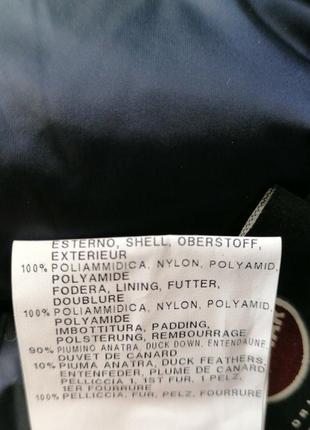 ESTERNO, SHELL, OBERSTOFF,
EXTERIEUR
100% POLIAMMIDICA, NYLON, POLYAMID,
POLYAMIDE
FODERA, LINING, FUTTER,
DOUBLURE
100% POLIAMMIDICA, NYLON, POLYAMID,
POLYAMIDE
IMBOTTITURA, PADDING,
POLSTERUNG, REMBOURRAGE
90% PIUMINO ANATRA, DUCK DOWN, ENTENDAUNE,
DUVET DE CANARD
10% PIUMA ANATRA, DUCK FEATHERS,
ENTENFEDER, PLUME DE CANARD
PELLICCIA 1, 1ST FUR, 1 PELZ,
1ER FOURRURE
100% PELLICCIA, FUR, PELZ, FOURRURE